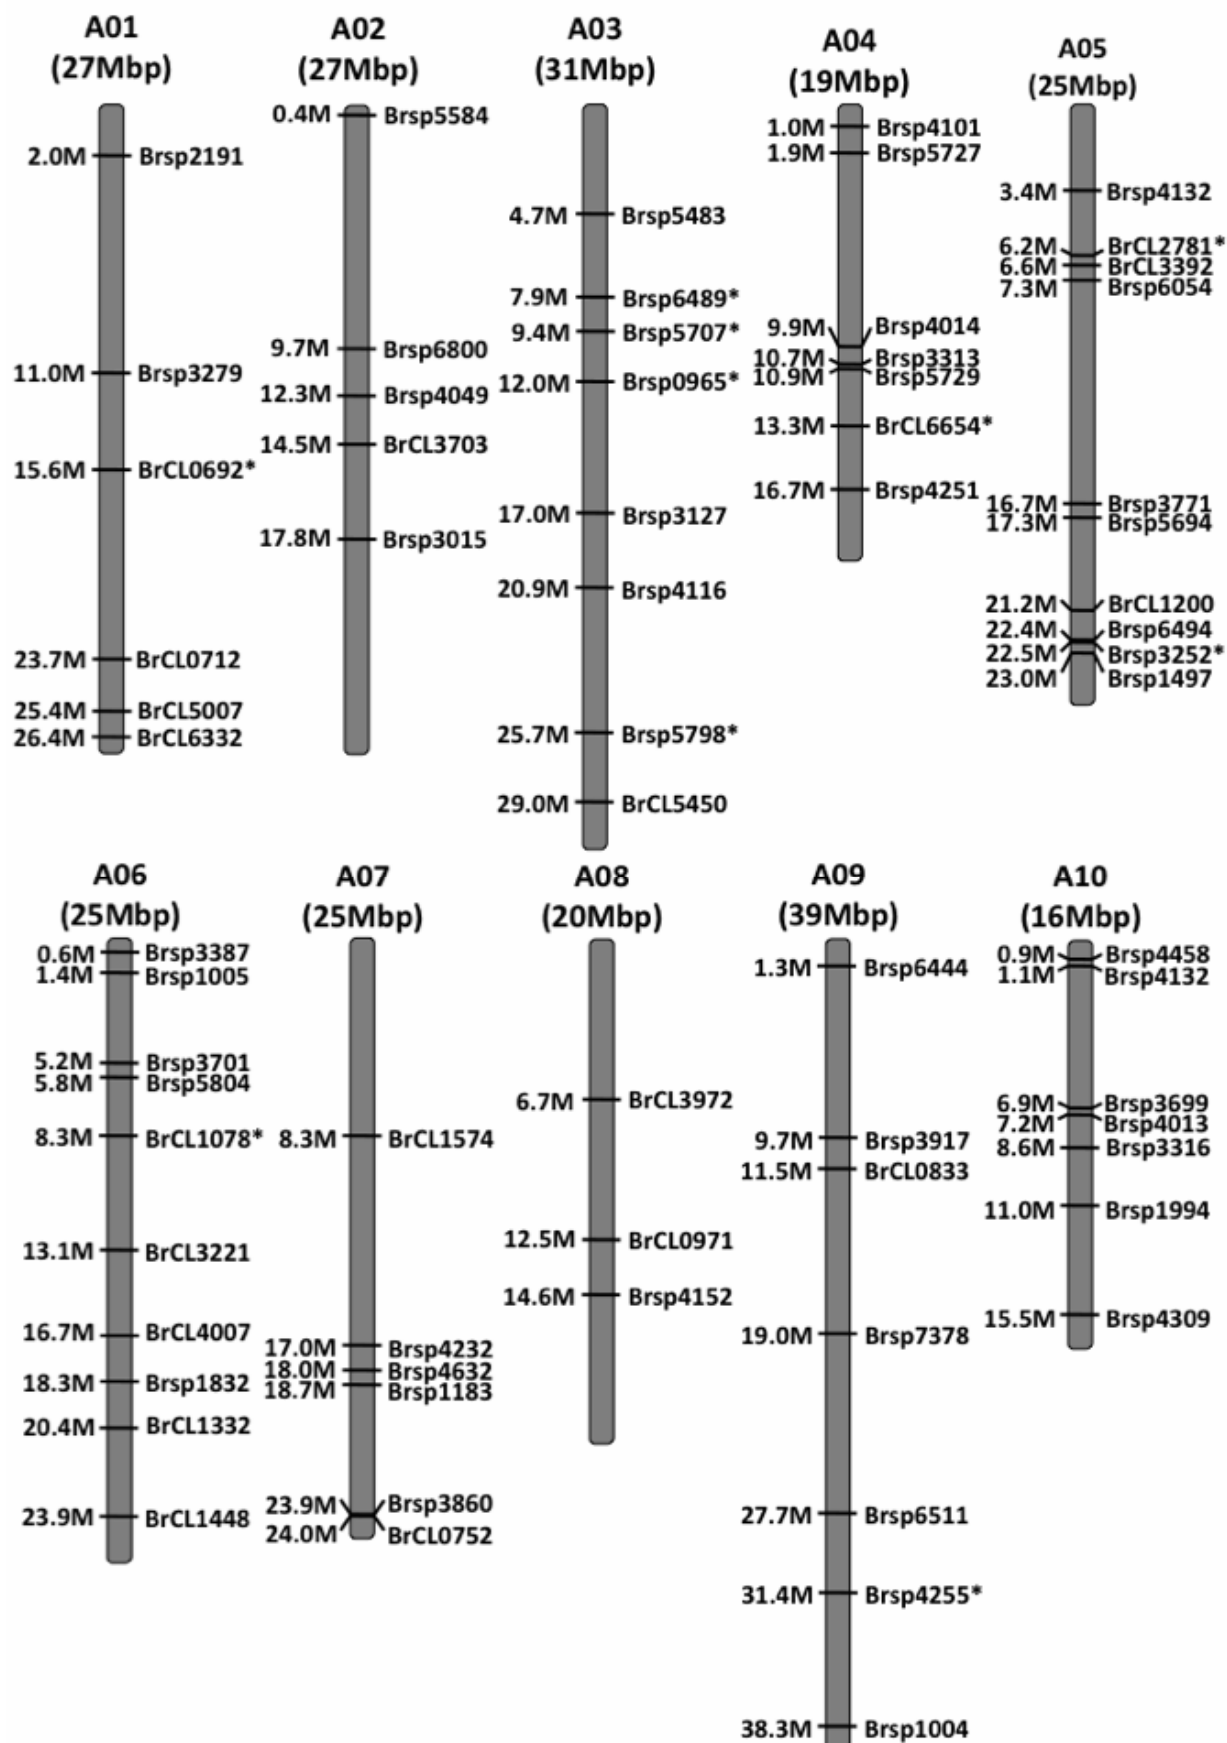 A01
(27Mbp)
2.0M Brsp2191
11.0M Brsp3279
15.6M BrCL0692*
23.7M BrCL0712
25.4M BrCL5007
26.4M BrCL6332
A02
(27Mbp)
0.4M Brsp5584
9.7M Brsp6800
12.3M Brsp4049
14.5M BrCL3703
17.8M Brsp3015
A03
(31Mbp)
4.7M Brsp5483
7.9M Brsp6489*
9.4M Brsp5707*
12.0M Brsp0965*
17.0M Brsp3127
20.9M Brsp4116
25.7M Brsp5798*
29.0M BrCL5450
A04
(19Mbp)
1.0M Brsp4101
1.9M Brsp5727
9.9M Brsp4014
10.7M Brsp3313
10.9M Brsp5729
13.3M BrCL6654*
16.7M Brsp4251
A05
(25Mbp)
3.4M Brsp4132
6.2M BrCL2781*
6.6M BrCL3392
7.3M Brsp6054
16.7M Brsp3771
17.3M Brsp5694
21.2M BrCL1200
22.4M Brsp6494
22.5M Brsp3252*
23.0M Brsp1497
A06
(25Mbp)
0.6M Brsp3387
1.4M Brsp1005
5.2M Brsp3701
5.8M Brsp5804
8.3M BrCL1078*
13.1M BrCL3221
16.7M BrCL4007
18.3M Brsp1832
20.4M BrCL1332
23.9M BrCL1448
A07
(25Mbp)
8.3M BrCL1574
17.0M Brsp4232
18.0M Brsp4632
18.7M Brsp1183
23.9M Brsp3860
24.0M BrCL0752
A08
(20Mbp)
6.7M BrCL3972
12.5M BrCL0971
14.6M Brsp4152
A09
(39Mbp)
1.3M Brsp6444
9.7M Brsp3917
11.5M BrCL0833
19.0M Brsp7378
27.7M Brsp6511
31.4M Brsp4255*
38.3M Brsp1004
A10
(16Mbp)
0.9M Brsp4458
1.1M Brsp4132
6.9M Brsp3699
7.2M Brsp4013
8.6M Brsp3316
11.0M Brsp1994
15.5M Brsp4309